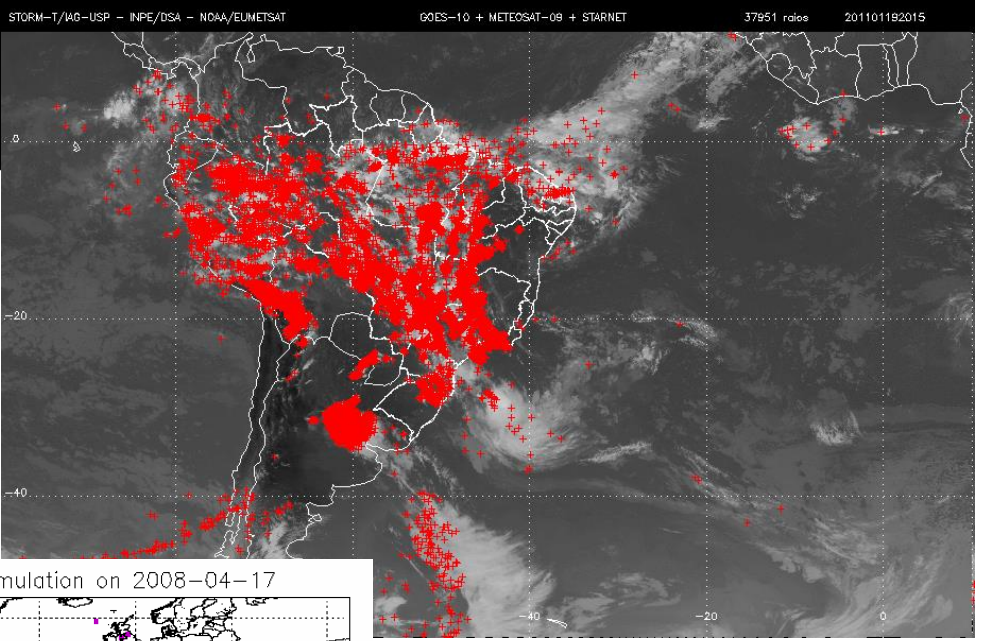 STORM-T/IAG-USP - INPE/DSA - NOAA/EUMETSAT GOES-10 + METEOSAT-09 + STARNET 37951 raios 201101192015
0
-20
-40
-40 -20 0
mulation on 2008-04-17